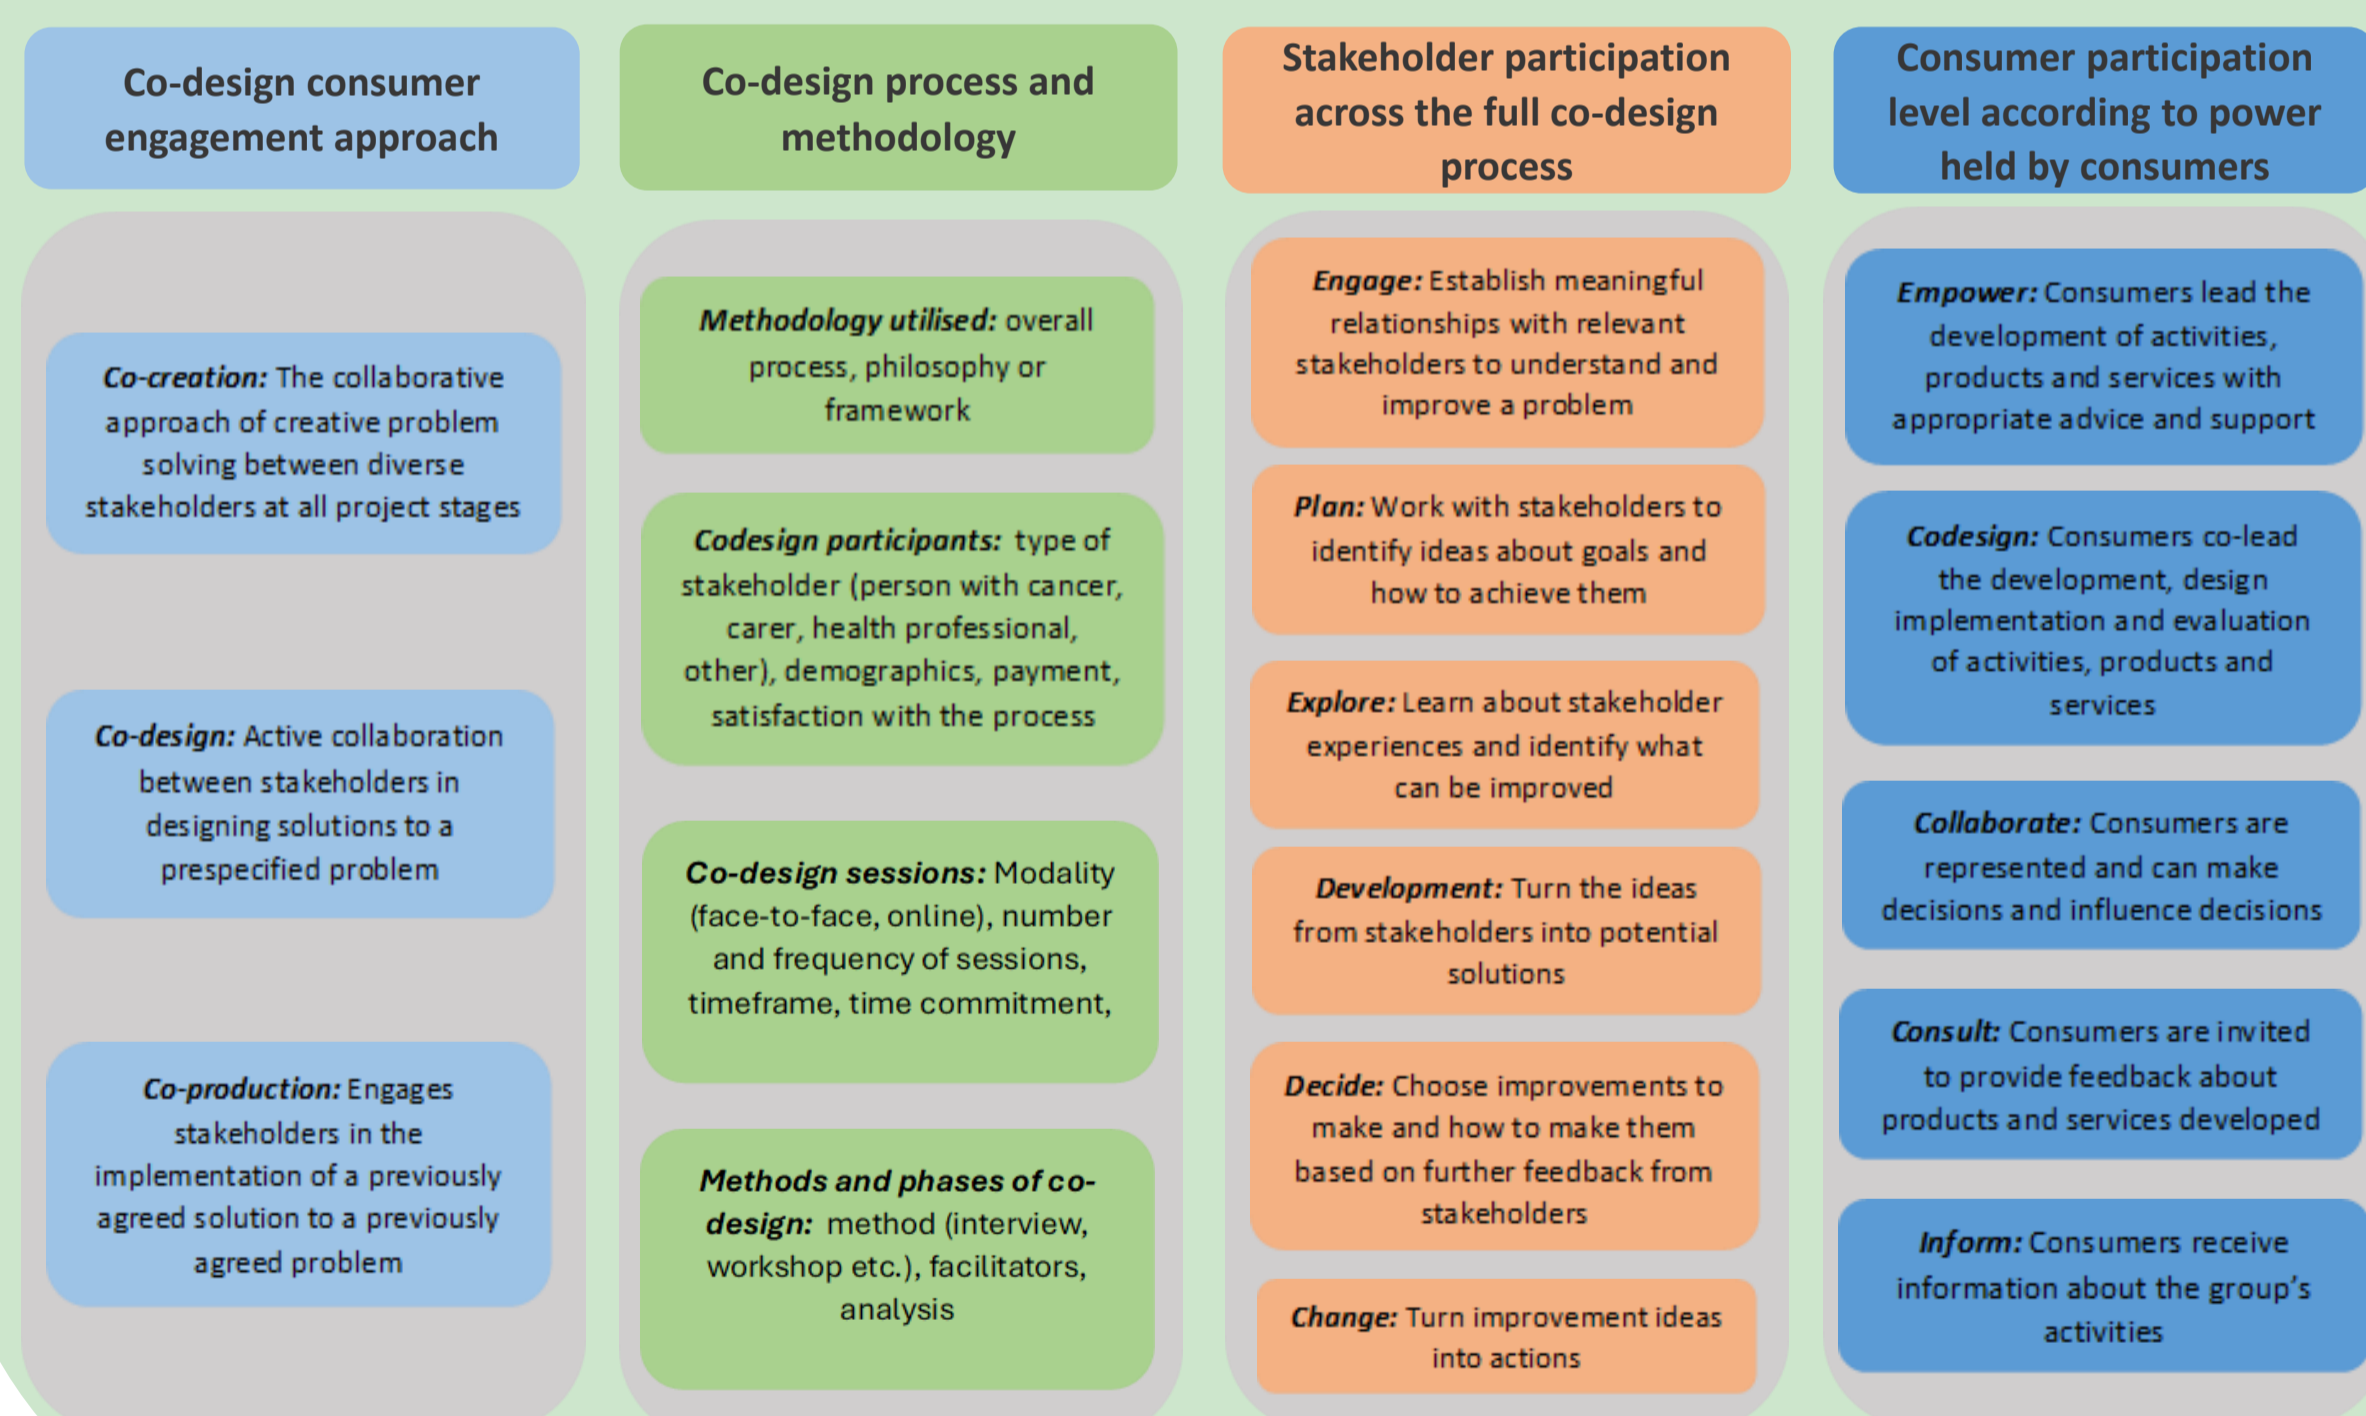 Co-design consumer
engagement approach
Co-creation: The collaborative
approach of creative problem
solving between diverse
stakeholders at all project stages
Co-design: Active collaboration
between stakeholders in
designing solutions to a
prespecified problem
Co-production: Engages
stakeholders in the
implementation of a previously
agreed solution to a previously
agreed problem
Co-design process and
methodology
Methodology utilised: overall
process, philosophy or
framework
Codesign participants: type of
stakeholder (person with cancer,
carer, health professional,
other), demographics, payment,
satisfaction with the process
Co-design sessions: Modality
(face-to-face, online), number
and frequency of sessions,
timeframe, time commitment,
Methods and phases of co-
design: method (interview,
workshop etc.), facilitators,
analysis
Stakeholder participation
across the full co-design
process
Engage: Establish meaningful
relationships with relevant
stakeholders to understand and
improve a problem
Plan: Work with stakeholders to
identify ideas about goals and
how to achieve them
Explore: Learn about stakeholder
experiences and identify what
can be improved
Development: Turn the ideas
from stakeholders into potential
solutions
Decide: Choose improvements to
make and how to make them
based on further feedback from
stakeholders
Change: Turn improvement ideas
into actions
Consumer participation
level according to power
held by consumers
Empower: Consumers lead the
development of activities,
products and services with
appropriate advice and support
Codesign: Consumers co-lead
the development, design
implementation and evaluation
of activities, products and
services
Collaborate: Consumers are
represented and can make
decisions and influence decisions
Consult: Consumers are invited
to provide feedback about
products and services developed
Inform: Consumers receive
information about the group's
activities